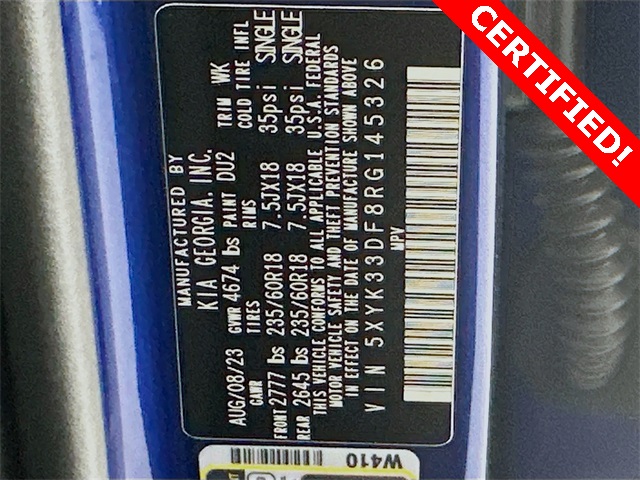 CERTIFIED!
MANUFACTURED BY
KIA GEORGIA, INC.
AUG/08/23 GVWR 4674 lbs PAINT DU2 TRIM WK
GAWR TIRES RIMS COLD TIRE INFL
FRONT 2777 lbs 235/60R18 7.5JX18 35psi SINGLE
REAR 2645 lbs 235/60R18 7.5JX18 35psi SINGLE
THIS VEHICLE CONFORMS TO ALL APPLICABLE U.S.A. FEDERAL
MOTOR VEHICLE SAFETY AND THEFT PREVENTION STANDARDS
IN EFFECT ON THE DATE OF MANUFACTURE SHOWN ABOVE
VIN 5XYK33DF8RG145326
MPV
W410